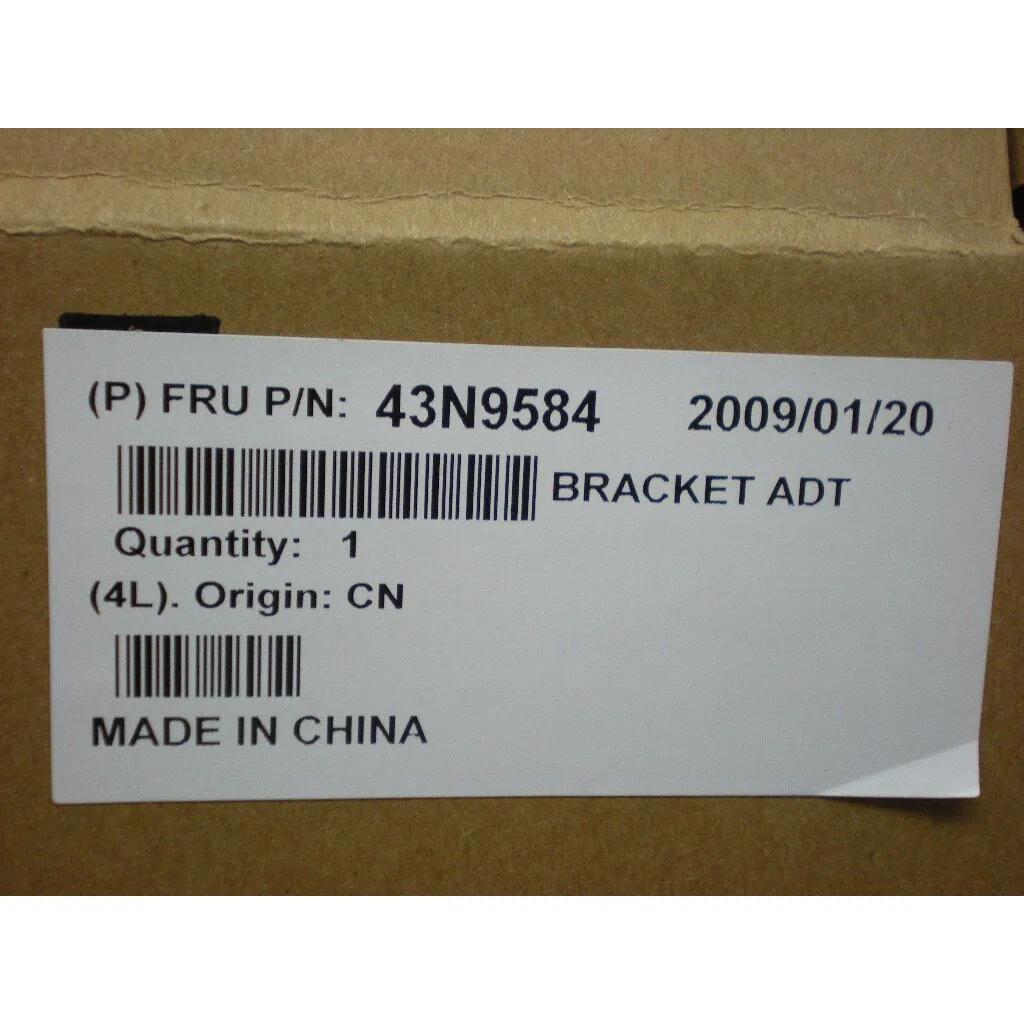 (P) FRU P/N: 43N9584 2009/01/20
BRACKET ADT
Quantity: 1
(4L). Origin: CN
MADE IN CHINA